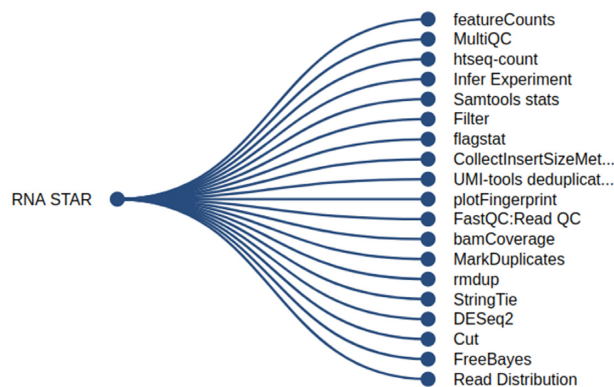 featureCounts
MultiQC
htseq-count
Infer Experiment
Samtools stats
Filter
flagstat
CollectInsertSizeMet...
UMI-tools deduplicat...
RNA STAR
plotFingerprint
FastQC:Read QC
bamCoverage
MarkDuplicates
rmdup
StringTie
DESeq2
Cut
FreeBayes
Read Distribution